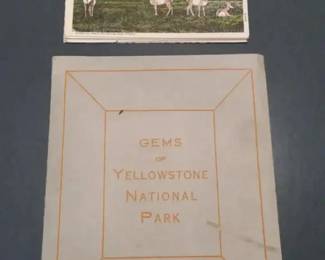 GEMS
OF
YELLOWSTONE
NATIONAL
PARK